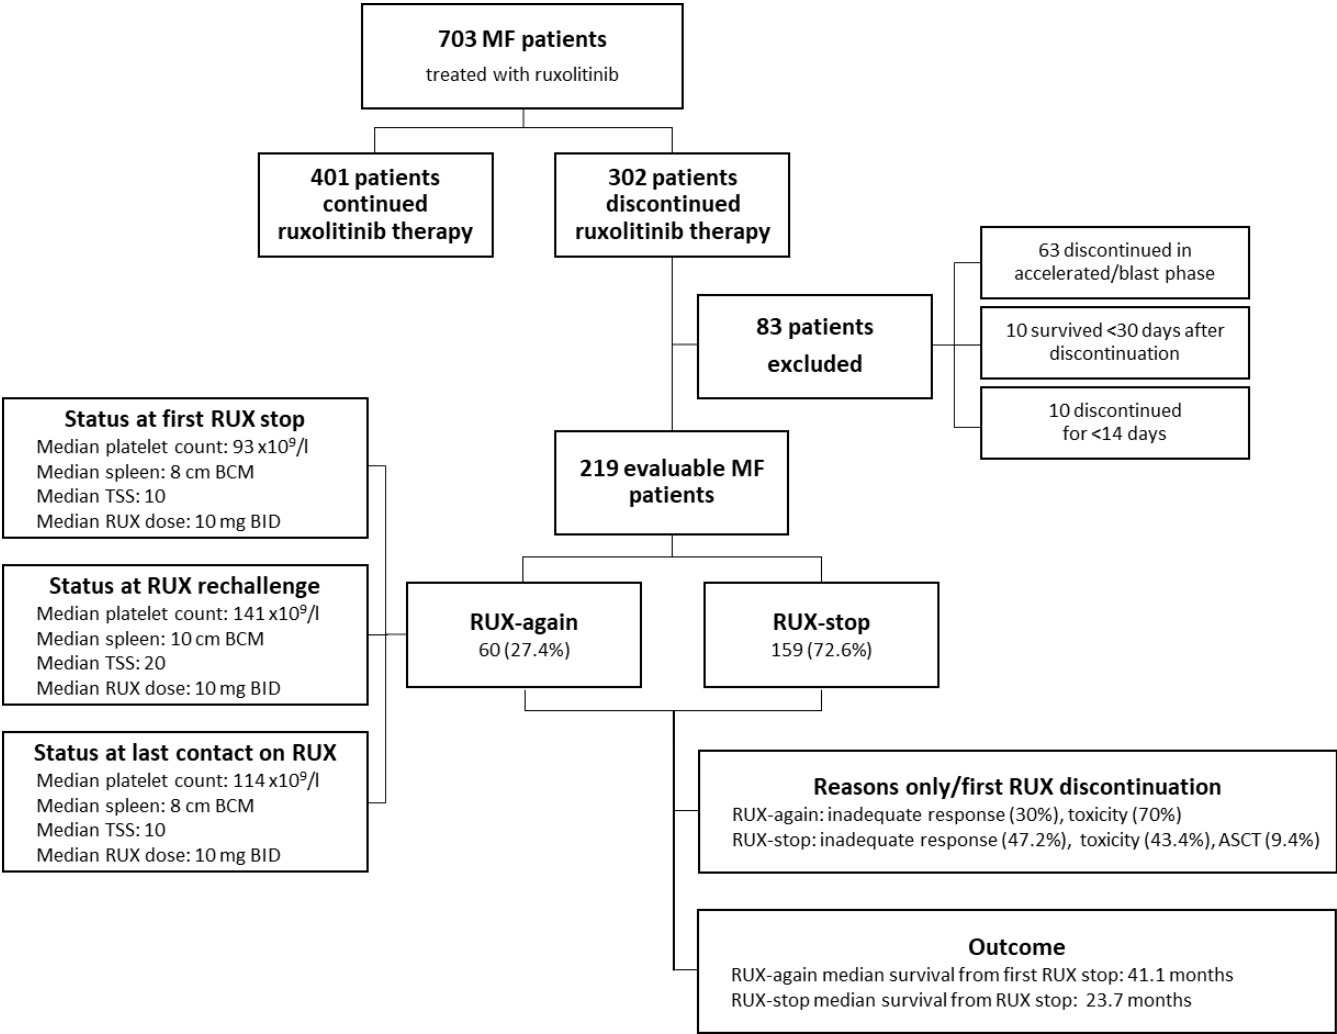 703 MF patients
treated with ruxolitinib
401 patients
continued
ruxolitinib therapy
302 patients
discontinued
ruxolitinib therapy
83 patients
excluded
63 discontinued in
accelerated/blast phase
10 survived <30 days after
discontinuation
10 discontinued
for <14 days
219 evaluable MF
patients
RUX-again
60 (27.4%)
RUX-stop
159 (72.6%)
Status at first RUX stop
Median platelet count: 93 x10⁹/l
Median spleen: 8 cm BCM
Median TSS: 10
Median RUX dose: 10 mg BID
Status at RUX rechallenge
Median platelet count: 141 x10⁹/l
Median spleen: 10 cm BCM
Median TSS: 20
Median RUX dose: 10 mg BID
Status at last contact on RUX
Median platelet count: 114 x10⁹/l
Median spleen: 8 cm BCM
Median TSS: 10
Median RUX dose: 10 mg BID
Reasons only/first RUX discontinuation
RUX-again: inadequate response (30%), toxicity (70%)
RUX-stop: inadequate response (47.2%), toxicity (43.4%), ASCT (9.4%)
Outcome
RUX-again median survival from first RUX stop: 41.1 months
RUX-stop median survival from RUX stop: 23.7 months